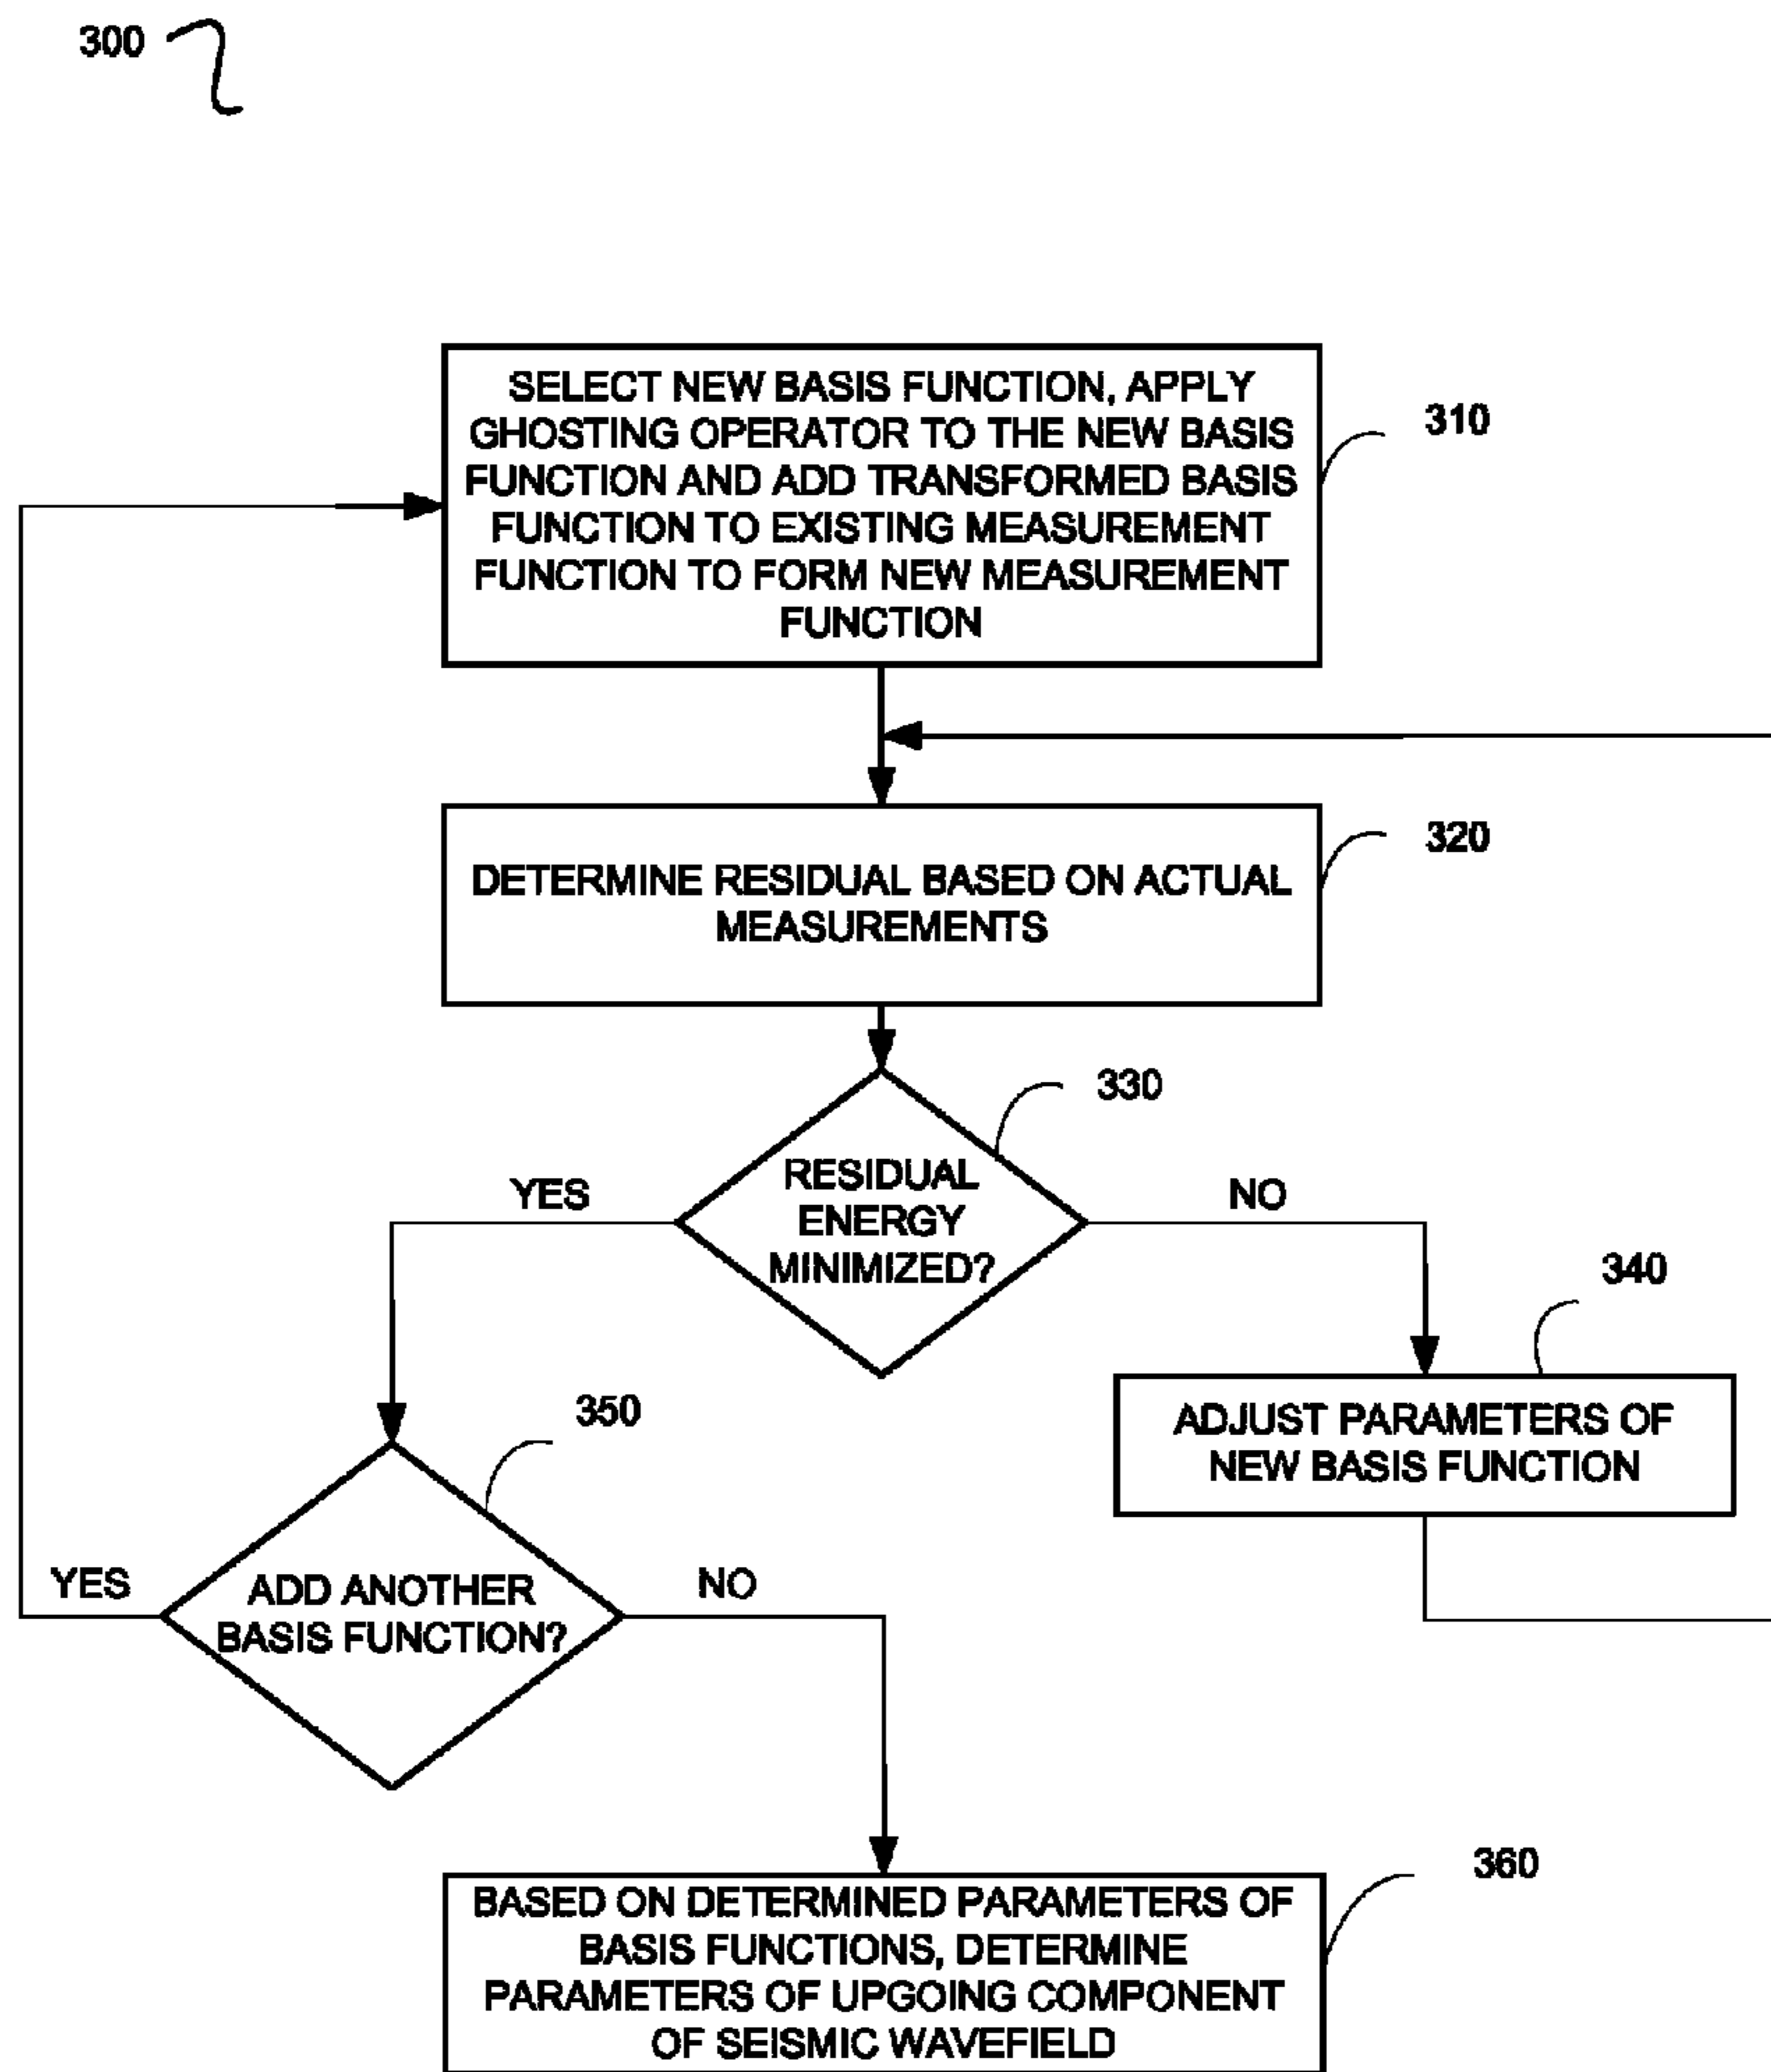 300
SELECT NEW BASIS FUNCTION, APPLY
GHOSTING OPERATOR TO THE NEW BASIS
FUNCTION AND ADD TRANSFORMED BASIS
FUNCTION TO EXISTING MEASUREMENT
FUNCTION TO FORM NEW MEASUREMENT
FUNCTION
310
DETERMINE RESIDUAL BASED ON ACTUAL
MEASUREMENTS
320
330
RESIDUAL
ENERGY
MINIMIZED?
YES
NO
340
ADJUST PARAMETERS OF
NEW BASIS FUNCTION
350
ADD ANOTHER
BASIS FUNCTION?
YES
NO
360
BASED ON DETERMINED PARAMETERS OF
BASIS FUNCTIONS, DETERMINE
PARAMETERS OF UPGOING COMPONENT
OF SEISMIC WAVEFIELD